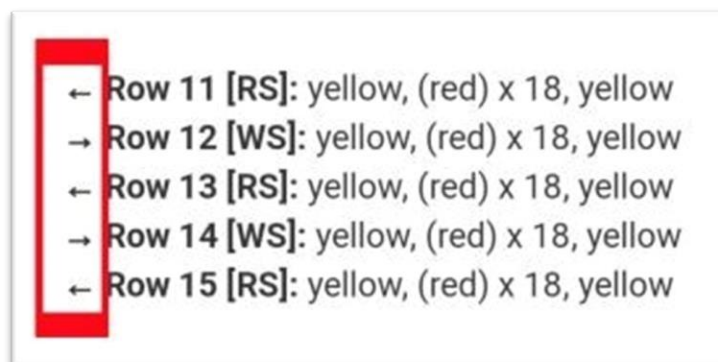 ← Row 11 [RS]: yellow, (red) x 18, yellow
→ Row 12 [WS]: yellow, (red) x 18, yellow
← Row 13 [RS]: yellow, (red) x 18, yellow
→ Row 14 [WS]: yellow, (red) x 18, yellow
← Row 15 [RS]: yellow, (red) x 18, yellow